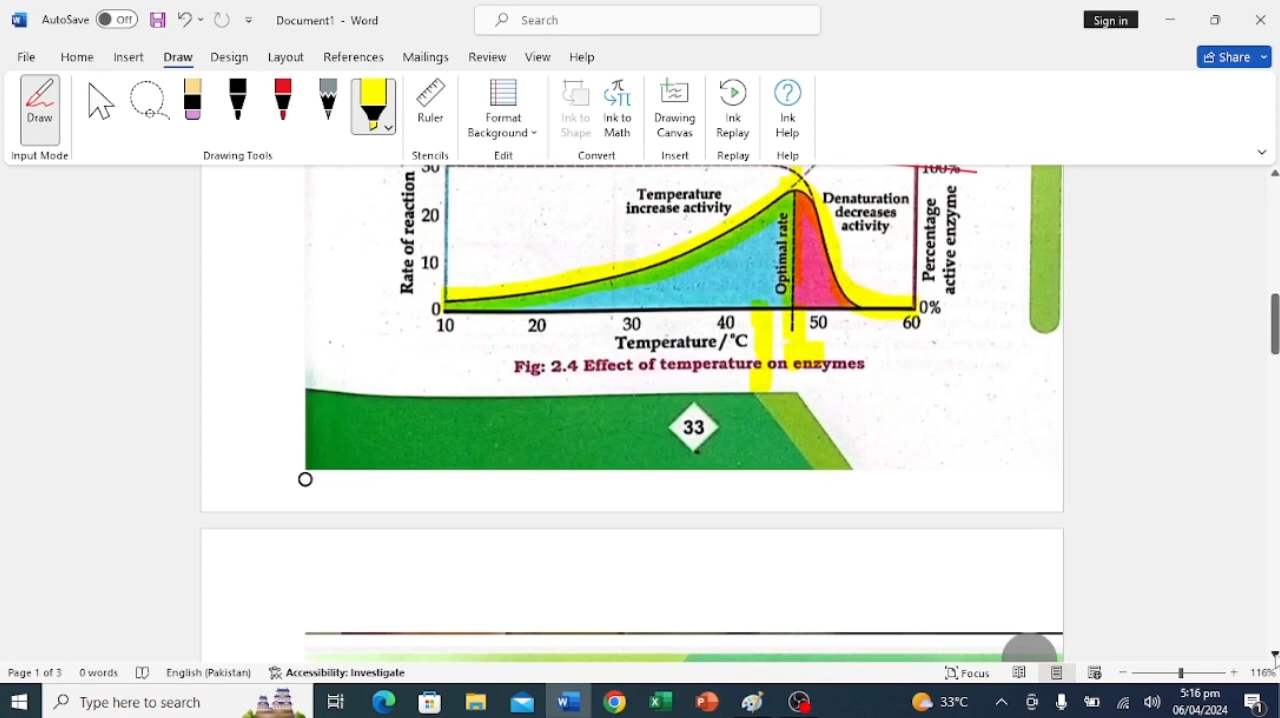 AutoSave Off Document1 - Word Search Sign in
File Home Insert Draw Design Layout References Mailings Review View Help Share
Draw Ruler Format Background Ink to Shape Ink to Math Drawing Canvas Ink Replay Ink Help
Input Mode Drawing Tools Stencils Edit Convert Insert Replay Help
30 100%
Temperature increase activity
Denaturation decreases activity
Rate of reaction
20
10
0
Optimal rate
Percentage active enzyme
0%
10 20 30 40 50 60
Temperature/°C
Fig: 2.4 Effect of temperature on enzymes
33
Page 1 of 3 0 words English (Pakistan) Accessibility: Investigate Focus 116%
Type here to search 33°C 5:16 pm
06/04/2024